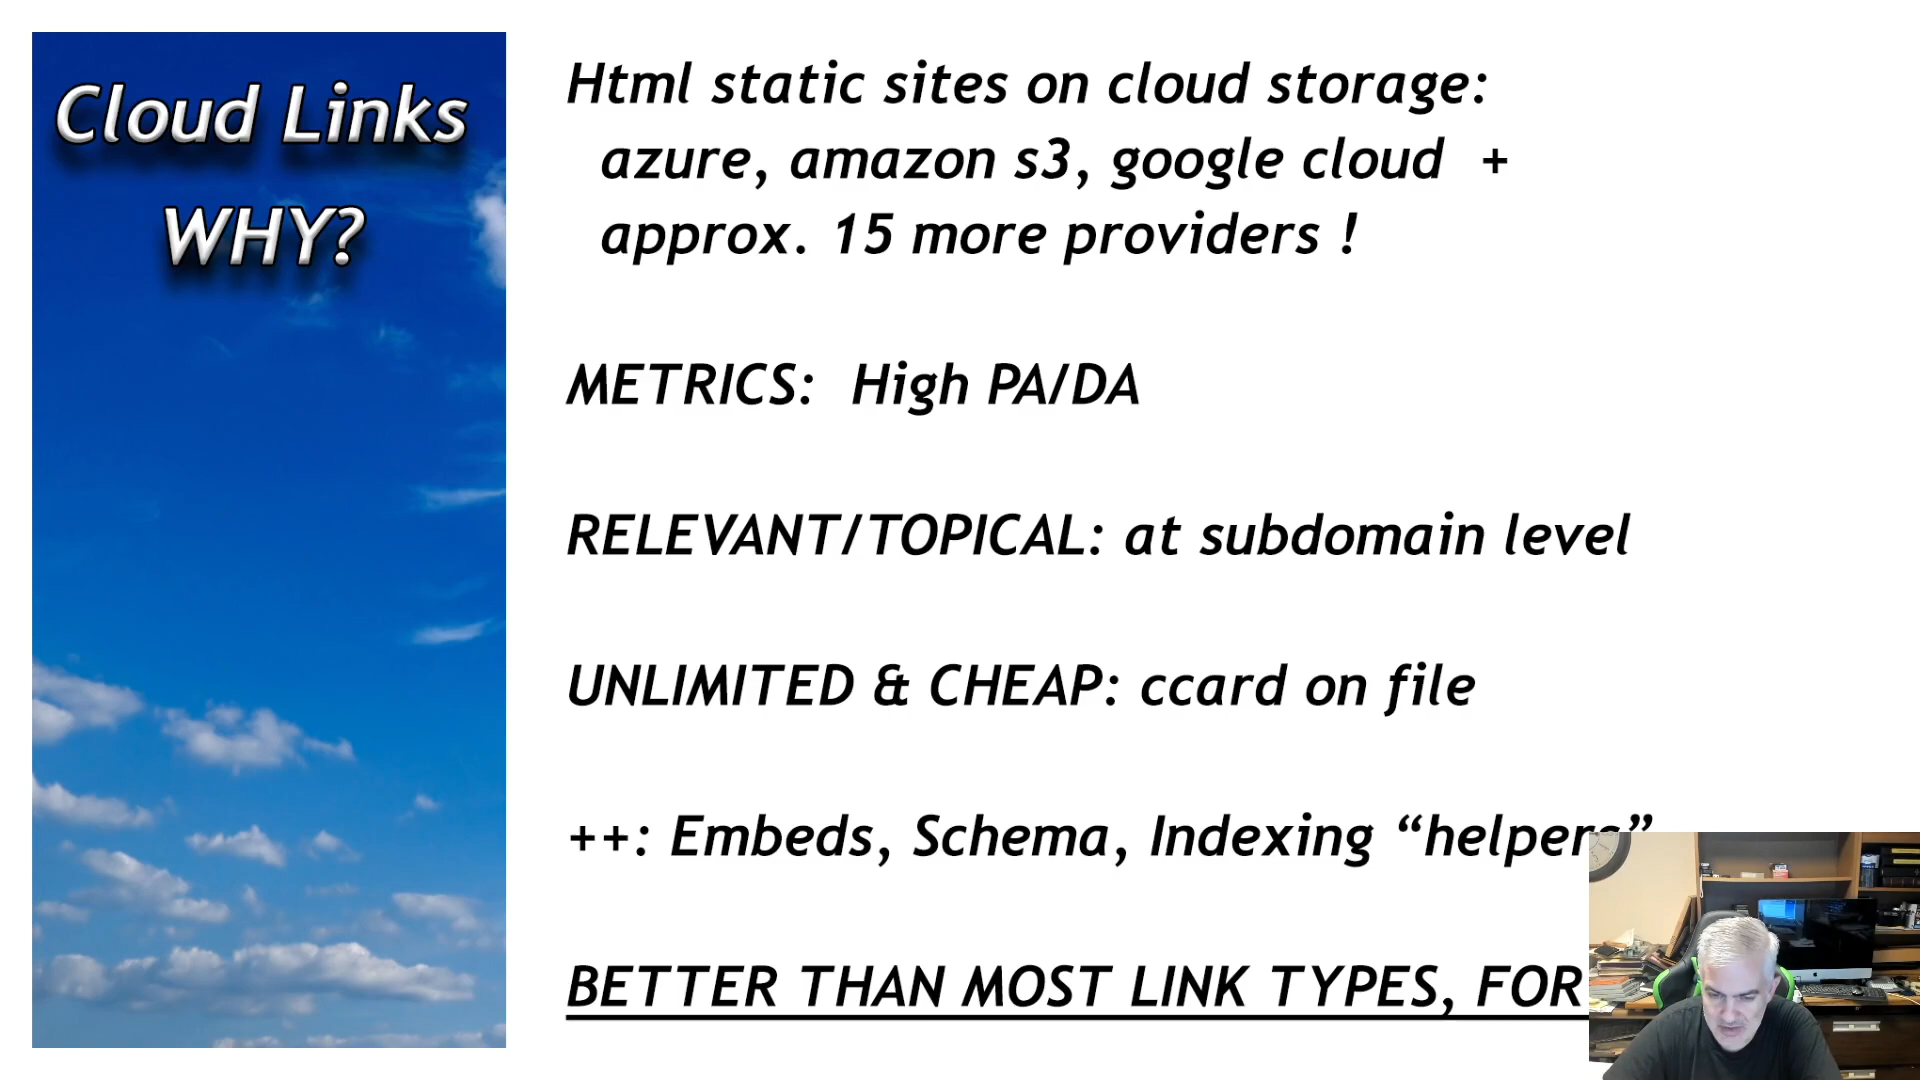 Cloud Links
WHY?
Html static sites on cloud storage:
azure, amazon s3, google cloud +
approx. 15 more providers !
METRICS: High PA/DA
RELEVANT/TOPICAL: at subdomain level
UNLIMITED & CHEAP: ccard on file
++: Embeds, Schema, Indexing “helpers”
BETTER THAN MOST LINK TYPES, FOR